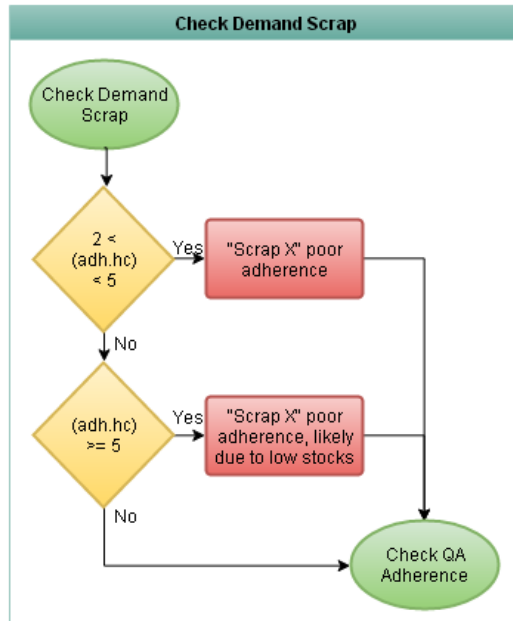 Check Demand Scrap
Check Demand
Scrap
2 <
(adh.hc)
< 5
Yes
"Scrap X" poor
adherence
No
(adh.hc)
>= 5
Yes
"Scrap X" poor
adherence, likely
due to low stocks
No
Check QA
Adherence